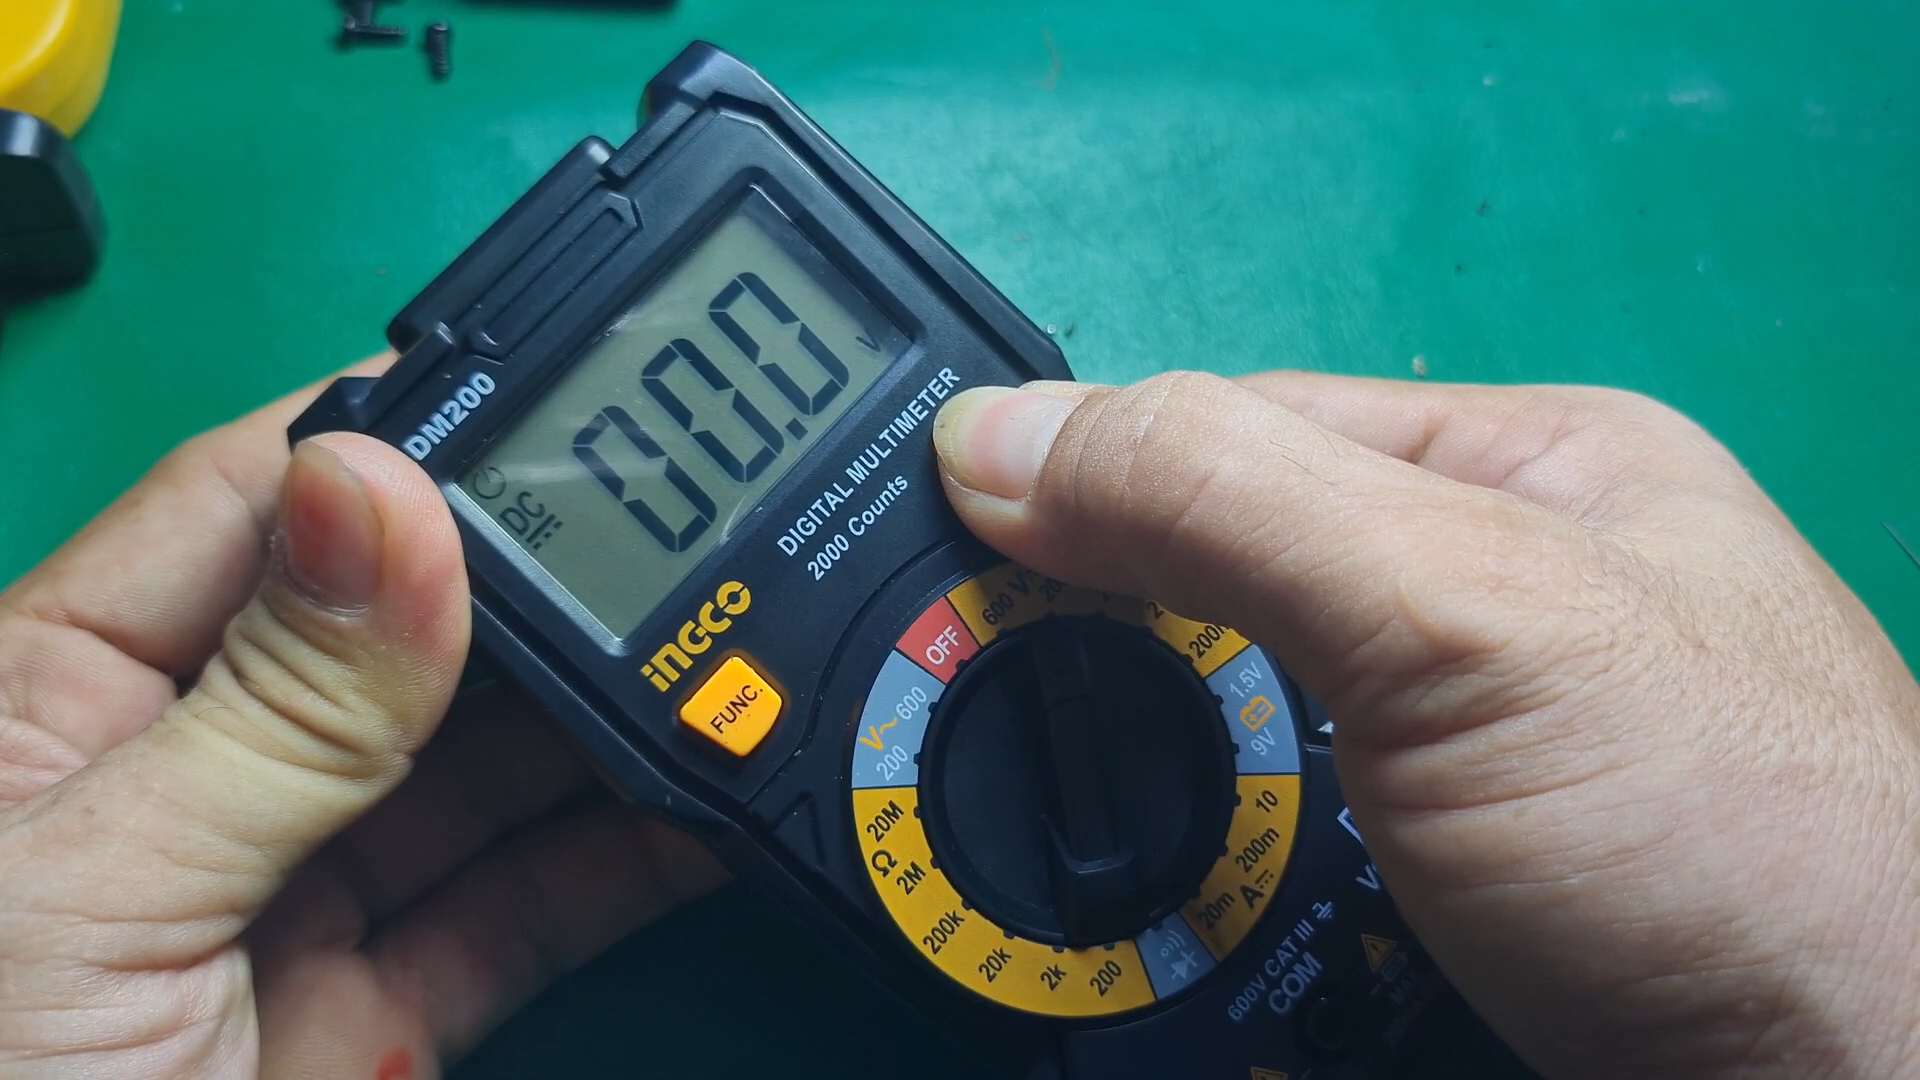 DM200
DC
00.0
V
DIGITAL MULTIMETER
2000 Counts
iNGCO
FUNC.
OFF
600 V
1.5V
9V
10
200m
A
20m
200
2k
20k
200k
2M
Ω
20M
200
V~
600
600V CAT III
COM